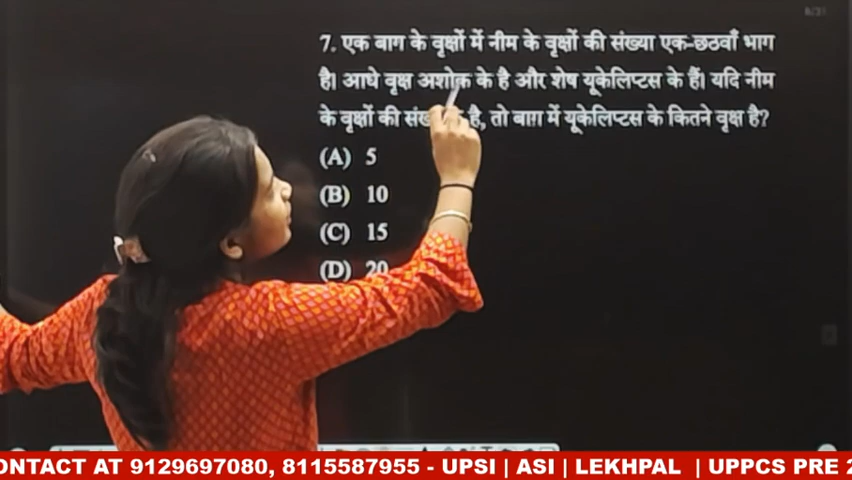 7. एक बाग के वृक्षों में नीम के वृक्षों की संख्या एक-छठवाँ भाग
है। आधे वृक्ष अशोक के है और शेष यूकेलिप्टस के हैं। यदि नीम
के वृक्षों की है, तो बाग़ में यूकेलिप्टस के कितने वृक्ष है?
(A) 5
(B) 10
(C) 15
(D) 20
ONTACT AT 9129697080, 8115587955 - UPSI | ASI | LEKHPAL | UPPCS PRE 2